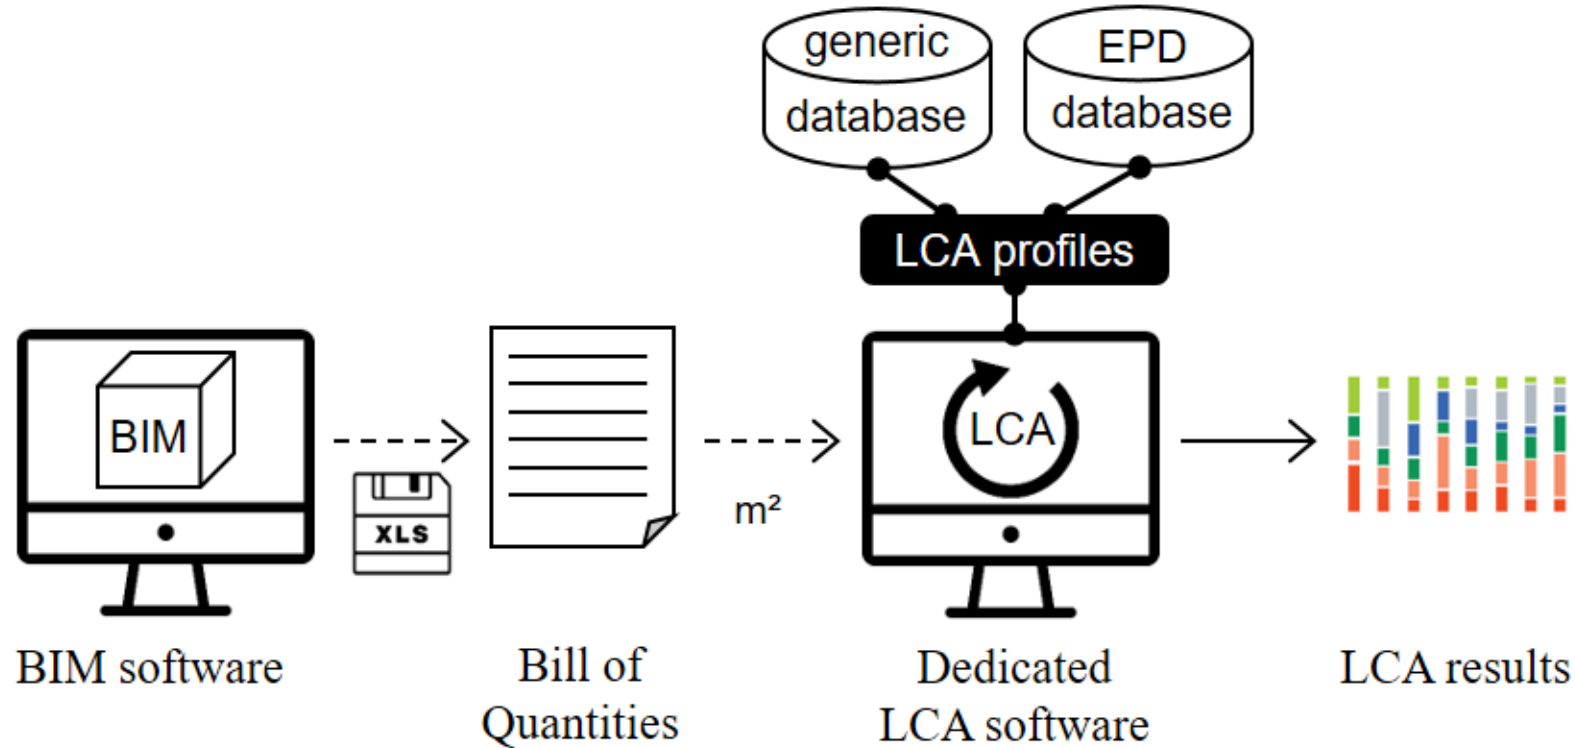 generic
database
EPD
database
LCA profiles
BIM
XLS
m²
LCA
BIM software
Bill of
Quantities
Dedicated
LCA software
LCA results